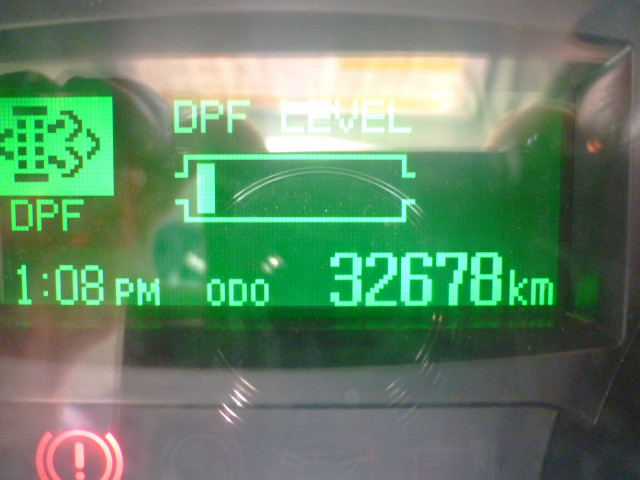 DPF LEVEL
DPF
1:08 PM ODO 32678 km
!